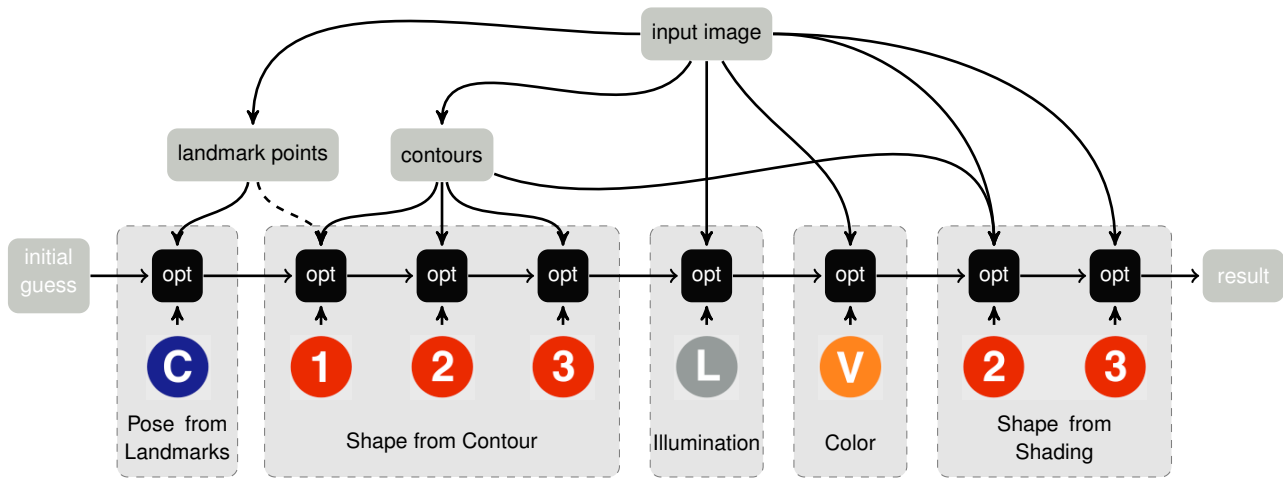 input image
landmark points
contours
initial
guess
opt
opt
opt
opt
opt
opt
opt
opt
result
C
1
2
3
L
V
2
3
Pose from
Landmarks
Shape from Contour
Illumination
Color
Shape from
Shading